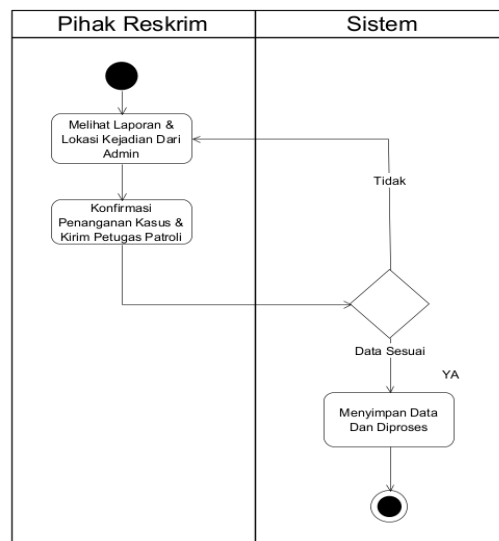 Pihak Reskrim
Sistem
Melihat Laporan &
Lokasi Kejadian Dari
Admin
Tidak
Konfirmasi
Penanganan Kasus &
Kirim Petugas Patroli
Data Sesuai
YA
Menyimpan Data
Dan Diproses